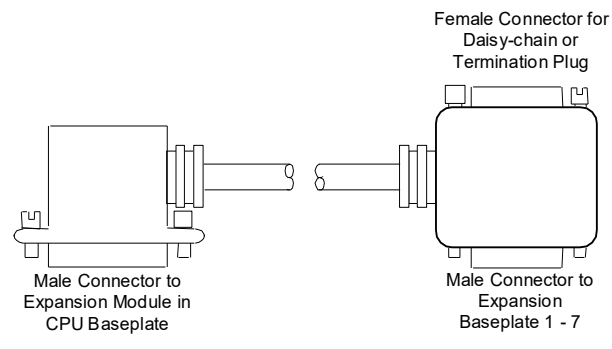 Female Connector for
Daisy-chain or
Termination Plug
Male Connector to
Expansion Module in
CPU Baseplate
Male Connector to
Expansion
Baseplate 1 - 7